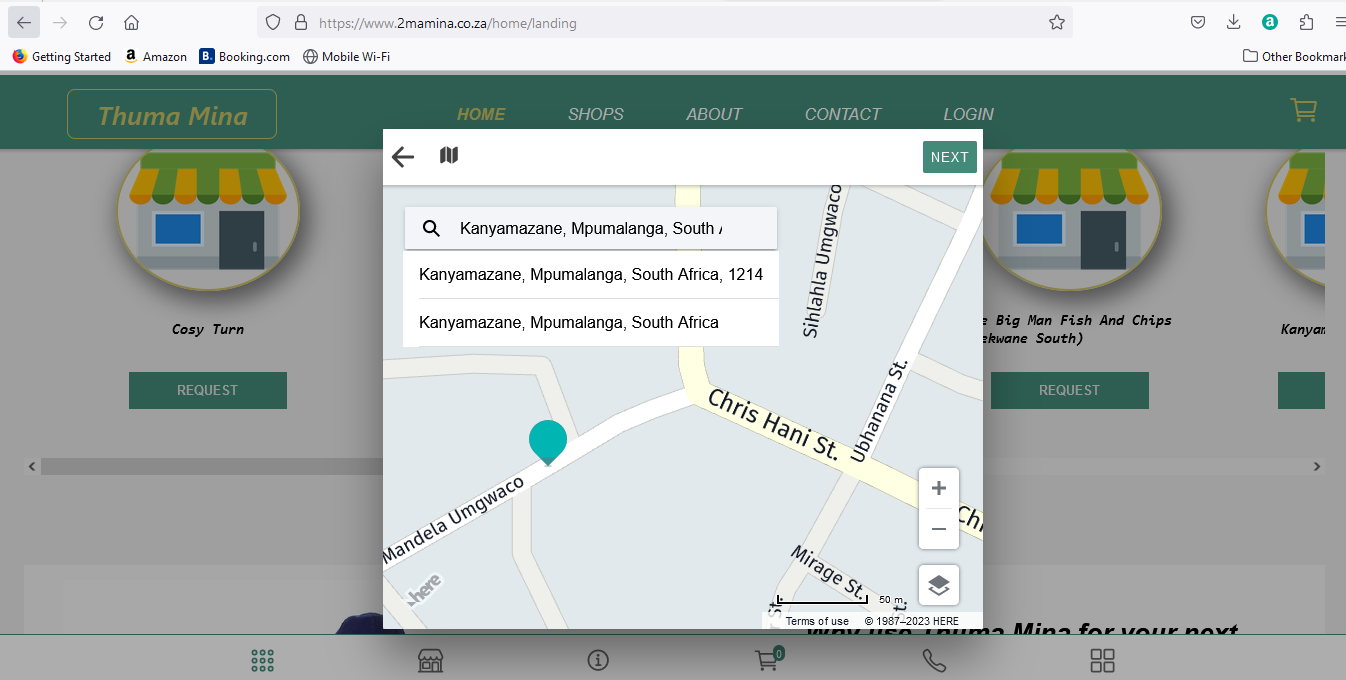 https://www.2mamina.co.za/home/landing
Getting Started
a Amazon
B. Booking.com
Mobile Wi-Fi
Other Bookmark
Thuma Mina
HOME
SHOPS
ABOUT
CONTACT
LOGIN
NEXT
Kanyamazane, Mpumalanga, South A
Kanyamazane, Mpumalanga, South Africa, 1214
Kanyamazane, Mpumalanga, South Africa
Sihlahla Umgwaco
Chris Hani St.
Ubhanana St.
Mandela Umgwaco
Chri
Mirage St.
St.
r St.
here
50 m
Terms of use
© 1987–2023 HERE
Cosy Turn
REQUEST
e Big Man Fish And Chips
ekwane South)
REQUEST
Kanyam
Why use Thuma Mina for your next
0